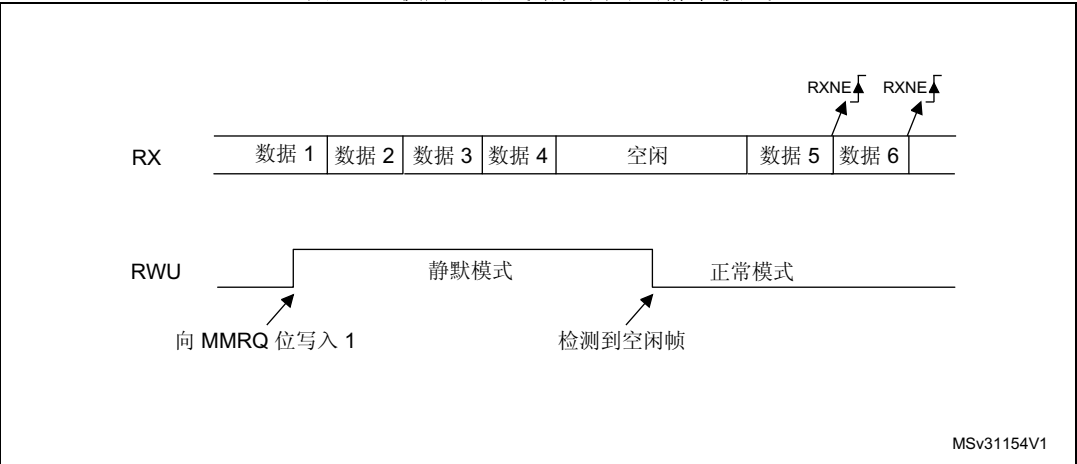 RXNE RXNE
RX 数据 1 数据 2 数据 3 数据 4 空闲 数据 5 数据 6
RWU 静默模式 正常模式
向 MMRQ 位写入 1 检测到空闲帧
MSv31154V1